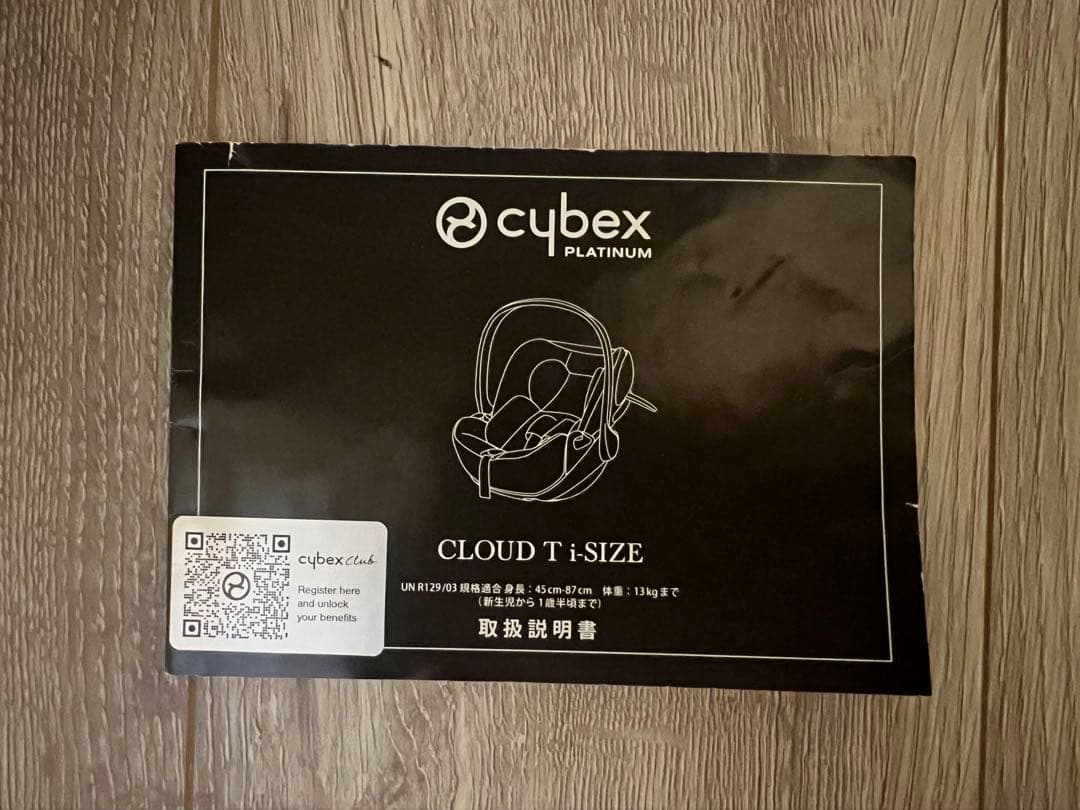 cybex
PLATINUM
CLOUD T i-SIZE
UN R129/03 規格適合 身長：45cm-87cm 体重：13kgまで
（新生児から1歳半頃まで）
取扱説明書
cybex Club
Register here
and unlock
your benefits